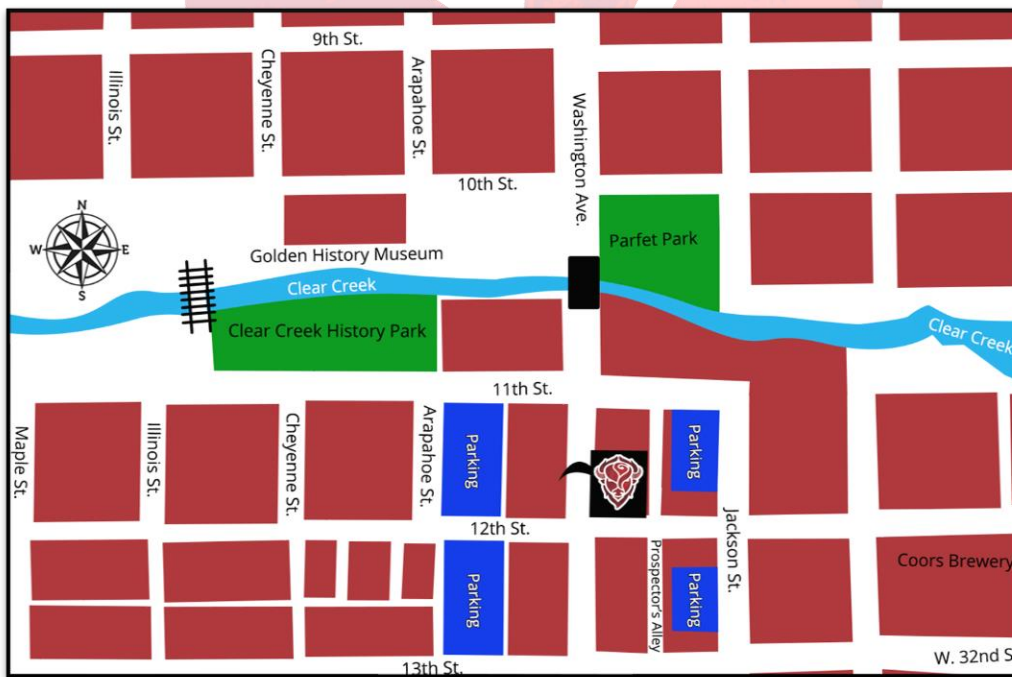 9th St.
Illinois St.
Cheyenne St.
Arapahoe St.
Washington Ave.
10th St.
N
W
E
S
Parfet Park
Golden History Museum
Clear Creek
Clear Creek History Park
Clear Creek
11th St.
Maple St.
Illinois St.
Cheyenne St.
Arapahoe St.
Parking
Parking
12th St.
Jackson St.
Parking
Prospector's Alley
Parking
Coors Brewery
13th St.
W. 32nd S